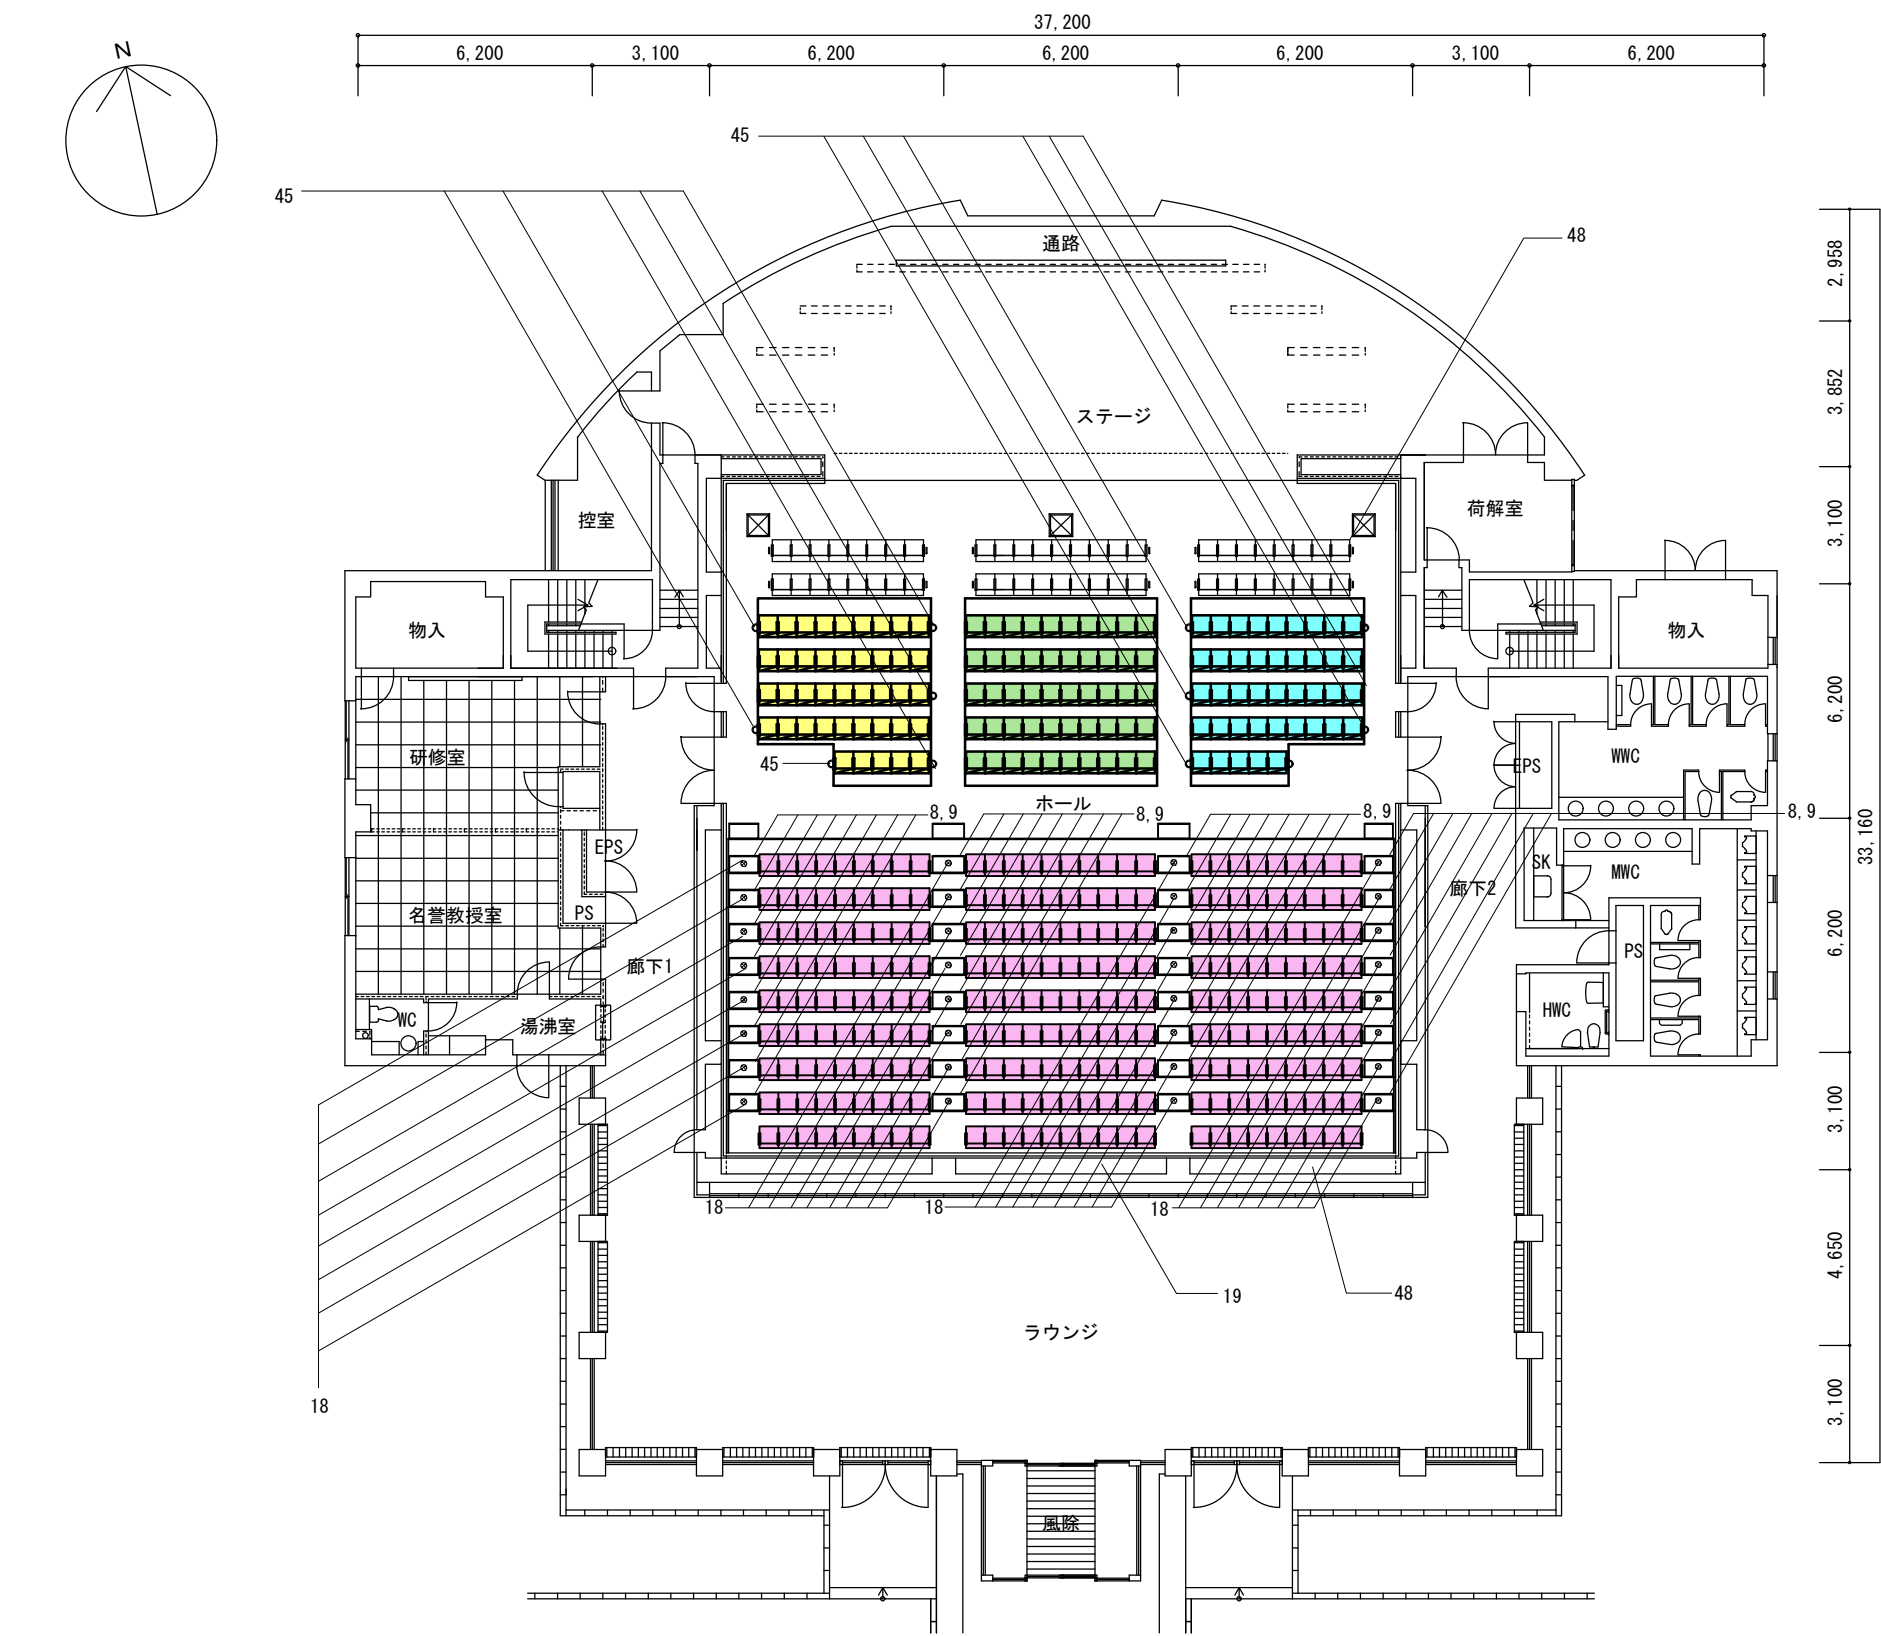 37,200
6,200 3,100 6,200 6,200 6,200 3,100 6,200
N
45
45
48
通路
2,958
3,852
ステージ
控室
荷解室
3,100
物入
物入
6,200
研修室
45
EPS
WWC
ホール
8,9 8,9 8,9 8,9
33,160
EPS
SK
MWC
名誉教授室
PS
廊下2
廊下1
PS
6,200
WC
湯沸室
HWC
3,100
18 18 18
4,650
19
48
ラウンジ
18
3,100
風除